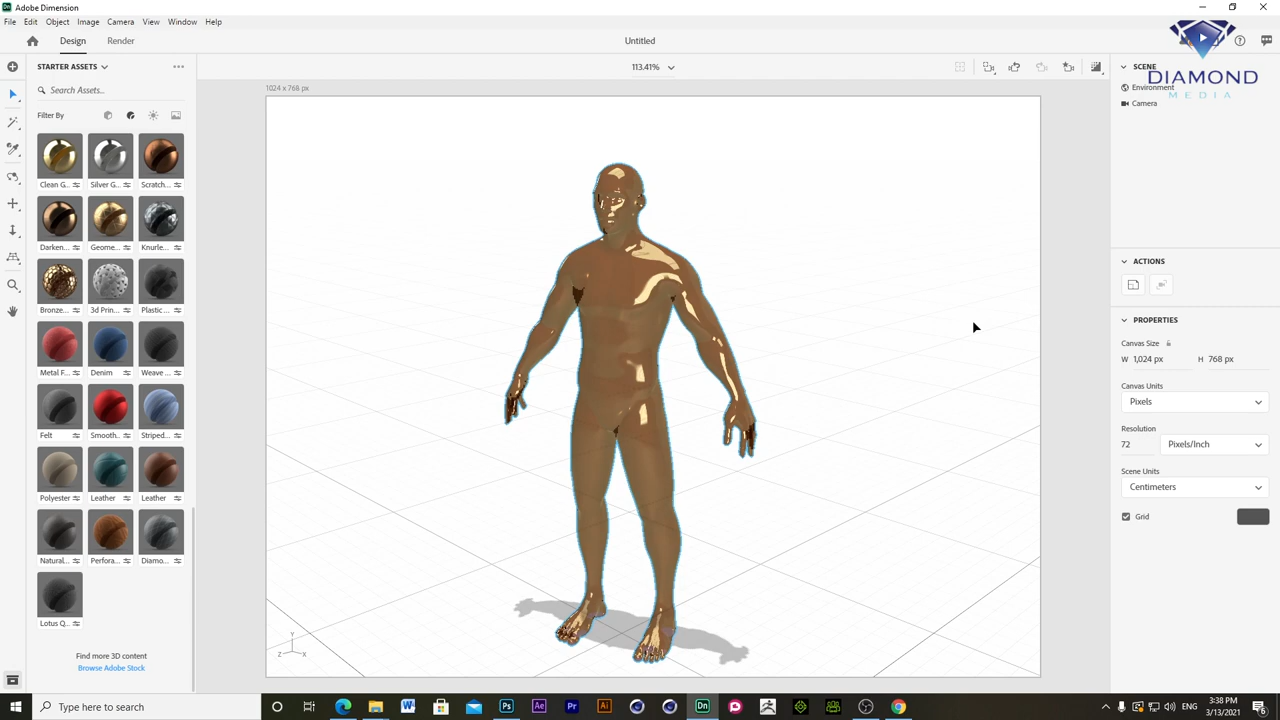 Adobe Dimension
File Edit Object Image Camera View Window Help
Design Render Untitled
STARTER ASSETS
113.41%
SCENE
DIAMOND
MEDIA
Environment
Camera
Search Assets...
1024 x 768 px
Filter By
Clean G... Silver G... Scratch...
Darken... Geome... Knurle...
Bronze... 3d Prin... Plastic ...
Metal F... Denim Weave ...
Felt Smooth.. Striped...
Polyester Leather Leather
Natural... Perfora... Diamo...
Lotus Q...
Find more 3D content
Browse Adobe Stock
Y
Z X
ACTIONS
PROPERTIES
Canvas Size
W 1,024 px H 768 px
Canvas Units
Pixels
Resolution
72 Pixels/Inch
Scene Units
Centimeters
Grid
Type here to search
ENG
3:38 PM
3/13/2021